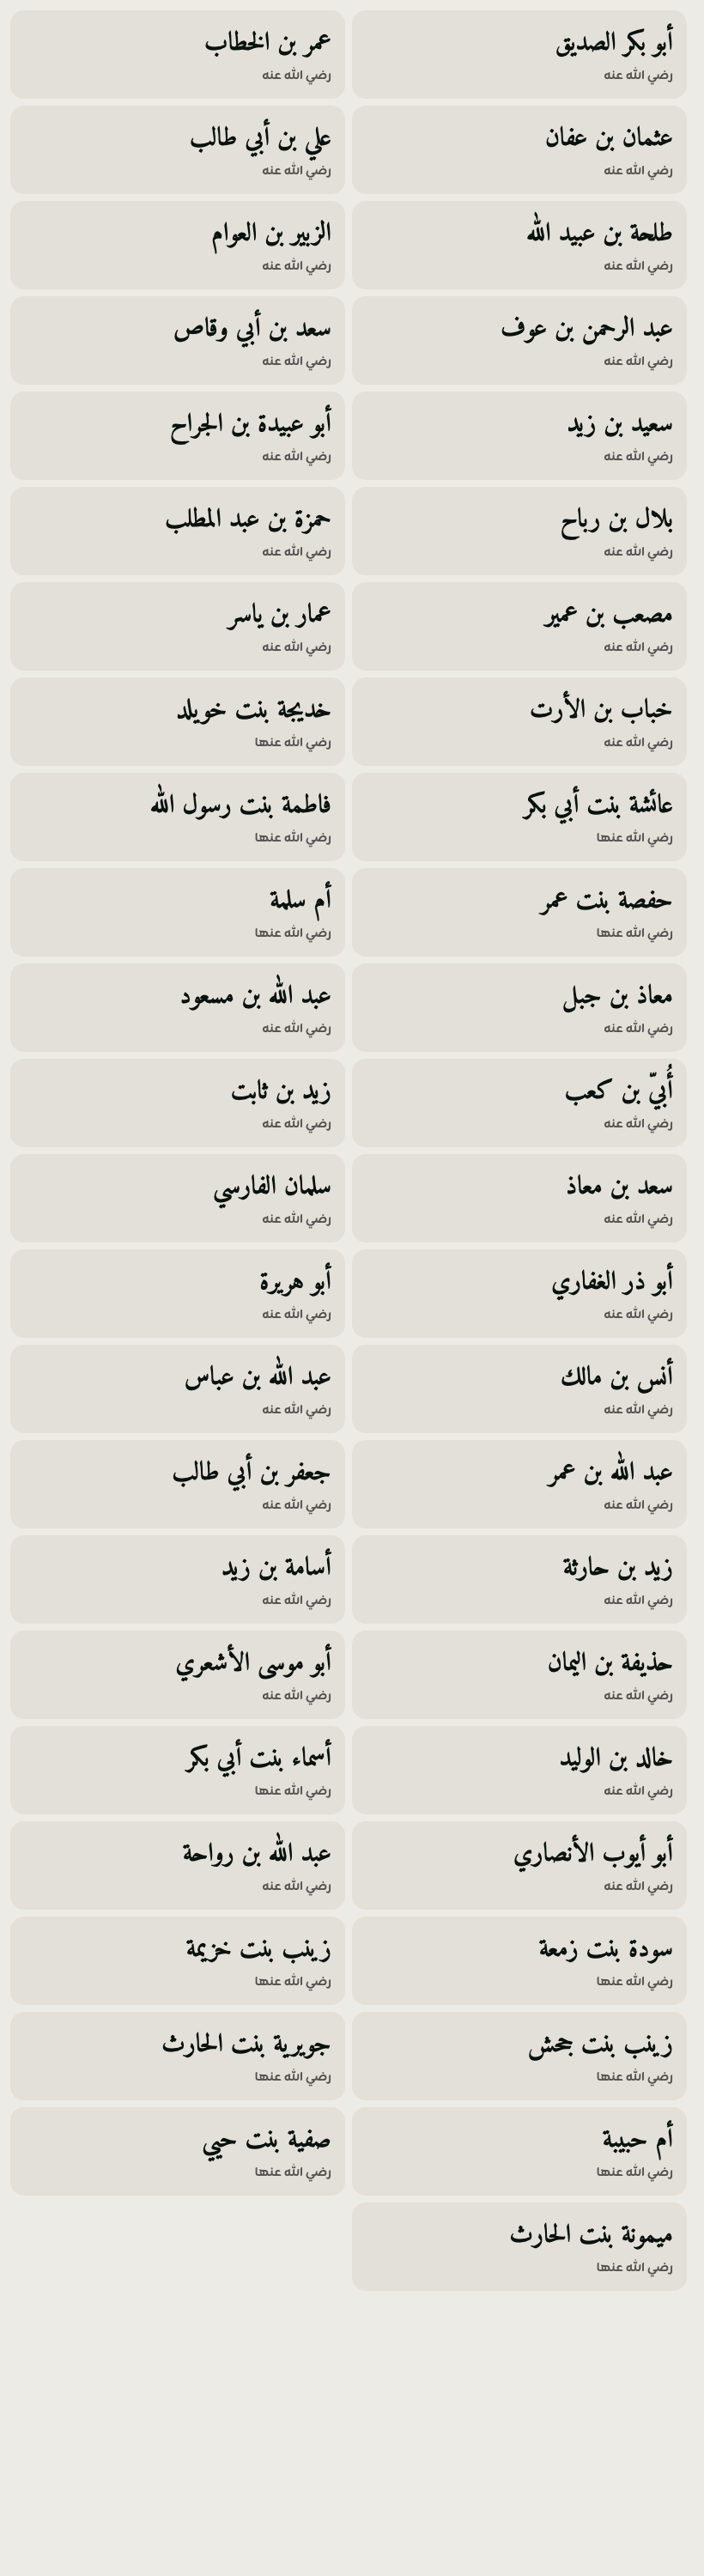 أبو بكر الصديق
رضي الله عنه
عمر بن الخطاب
رضي الله عنه
عثمان بن عفان
رضي الله عنه
علي بن أبي طالب
رضي الله عنه
طلحة بن عبيد الله
رضي الله عنه
الزبير بن العوام
رضي الله عنه
عبد الرحمن بن عوف
رضي الله عنه
سعد بن أبي وقاص
رضي الله عنه
سعيد بن زيد
رضي الله عنه
أبو عبيدة بن الجراح
رضي الله عنه
بلال بن رباح
رضي الله عنه
حمزة بن عبد المطلب
رضي الله عنه
مصعب بن عمير
رضي الله عنه
عمار بن ياسر
رضي الله عنه
خباب بن الأرت
رضي الله عنه
خديجة بنت خويلد
رضي الله عنها
عائشة بنت أبي بكر
رضي الله عنها
فاطمة بنت رسول الله
رضي الله عنها
حفصة بنت عمر
رضي الله عنها
أم سلمة
رضي الله عنها
معاذ بن جبل
رضي الله عنه
عبد الله بن مسعود
رضي الله عنه
أُبيّ بن كعب
رضي الله عنه
زيد بن ثابت
رضي الله عنه
سعد بن معاذ
رضي الله عنه
سلمان الفارسي
رضي الله عنه
أبو ذر الغفاري
رضي الله عنه
أبو هريرة
رضي الله عنه
أنس بن مالك
رضي الله عنه
عبد الله بن عباس
رضي الله عنه
عبد الله بن عمر
رضي الله عنه
جعفر بن أبي طالب
رضي الله عنه
زيد بن حارثة
رضي الله عنه
أسامة بن زيد
رضي الله عنه
حذيفة بن اليمان
رضي الله عنه
أبو موسى الأشعري
رضي الله عنه
خالد بن الوليد
رضي الله عنه
أسماء بنت أبي بكر
رضي الله عنها
أبو أيوب الأنصاري
رضي الله عنه
عبد الله بن رواحة
رضي الله عنه
سودة بنت زمعة
رضي الله عنها
زينب بنت خزيمة
رضي الله عنها
زينب بنت جحش
رضي الله عنها
جويرية بنت الحارث
رضي الله عنها
أم حبيبة
رضي الله عنها
صفية بنت حيي
رضي الله عنها
ميمونة بنت الحارث
رضي الله عنها